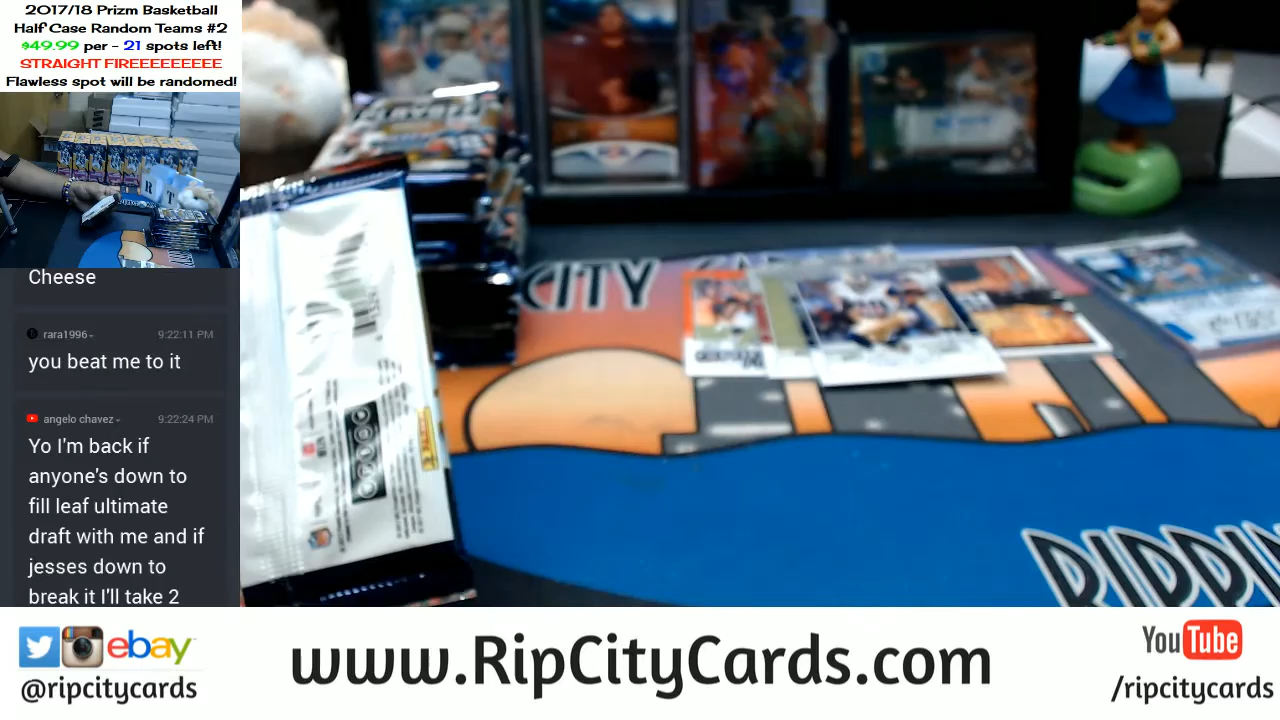 2017/18 Prizm Basketball
Half Case Random Teams #2
$49.99 per - 21 spots left!
STRAIGHT FIREEEEEEEEE
Flawless spot will be randomed!
Cheese
rara1996
9:22:11 PM
you beat me to it
angelo chavez
9:22:24 PM
Yo I'm back if
anyone's down to
fill leaf ultimate
draft with me and if
jesses down to
break it I'll take 2
CITY
RIPPIN
R T
ebay
@ripcitycards
www.RipCityCards.com
YouTube
/ripcitycards